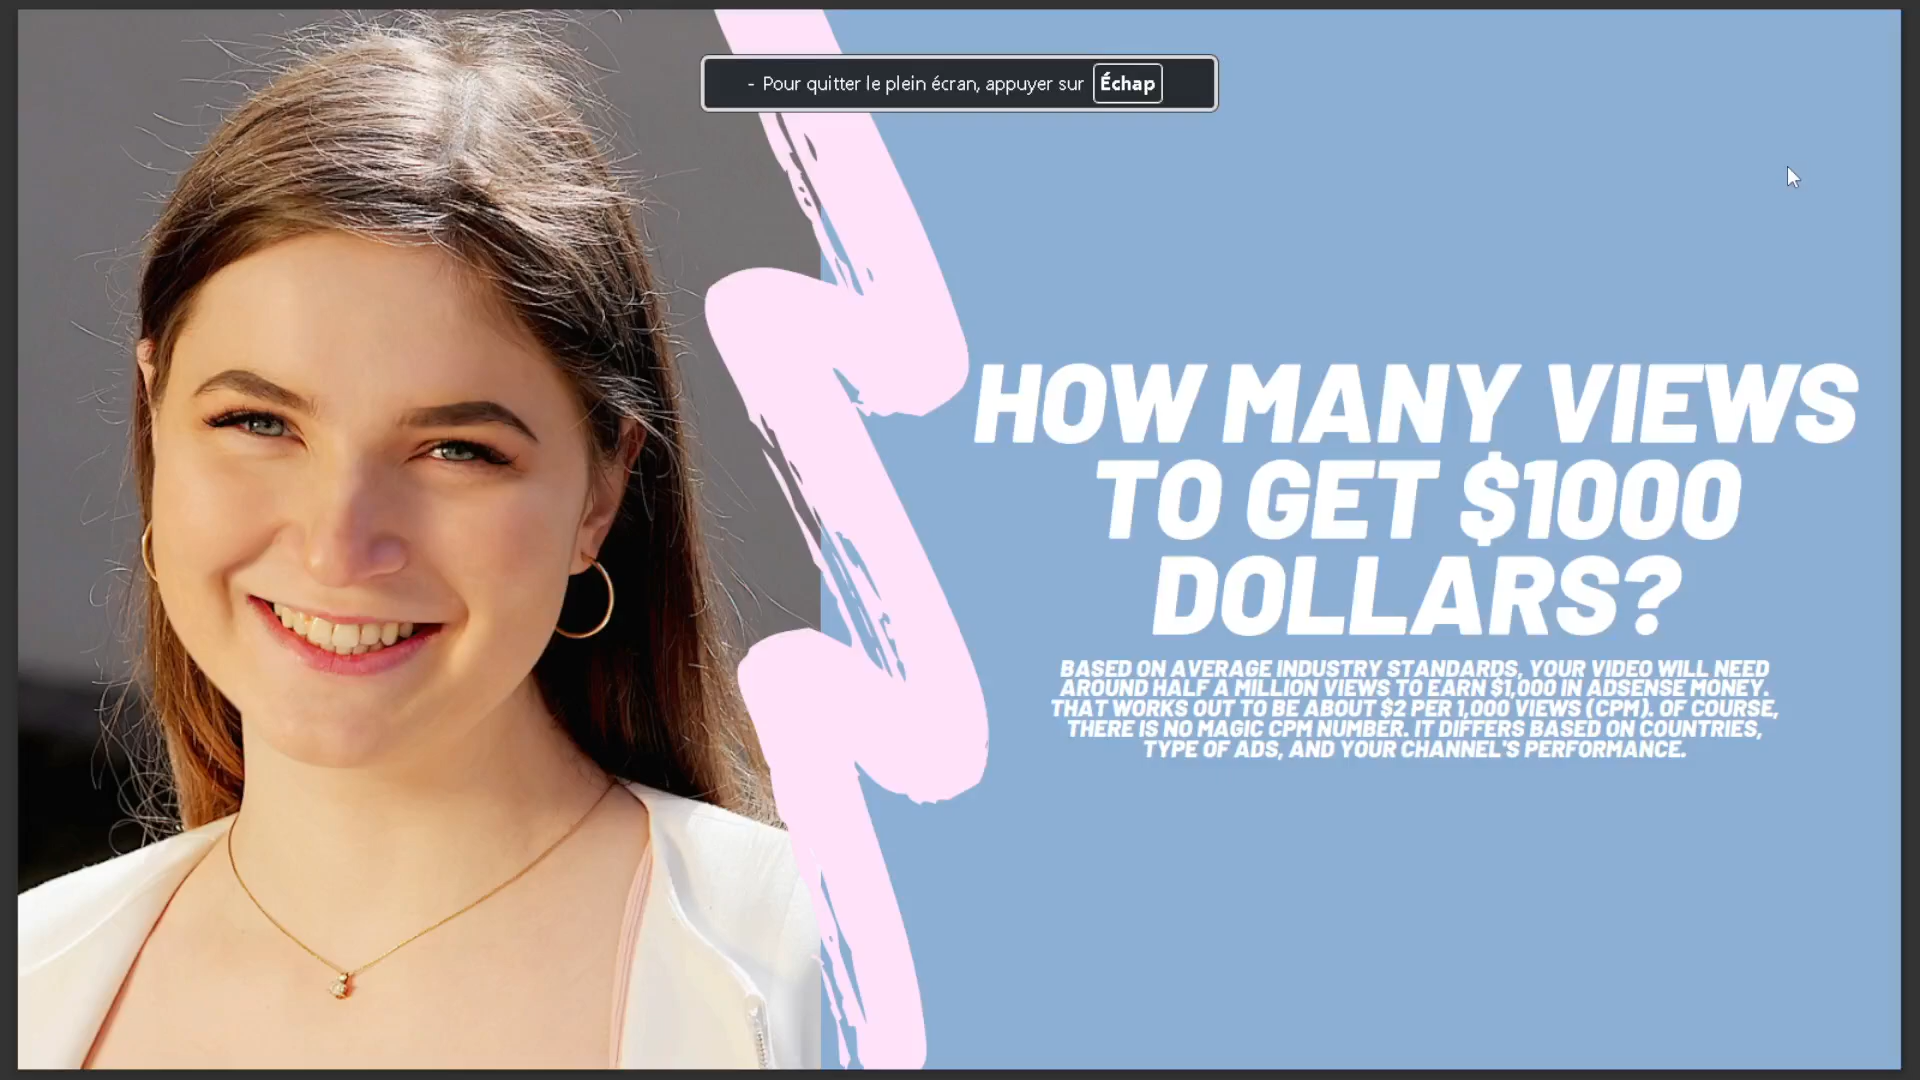 - Pour quitter le plein écran, appuyer sur Échap
HOW MANY VIEWS
TO GET $1000
DOLLARS?
BASED ON AVERAGE INDUSTRY STANDARDS, YOUR VIDEO WILL NEED
AROUND HALF A MILLION VIEWS TO EARN $1,000 IN ADSENSE MONEY.
THAT WORKS OUT TO BE ABOUT $2 PER 1,000 VIEWS (CPM). OF COURSE,
THERE IS NO MAGIC CPM NUMBER. IT DIFFERS BASED ON COUNTRIES,
TYPE OF ADS, AND YOUR CHANNEL'S PERFORMANCE.